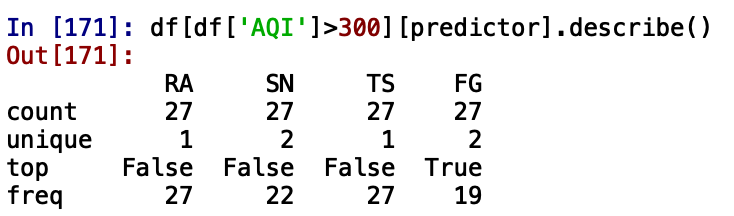 In [171]: df[df['AQI']>300][predictor].describe()
Out[171]:
           RA     SN     TS    FG
count      27     27     27    27
unique      1      2      1     2
top     False  False  False  True
freq       27     22     27    19